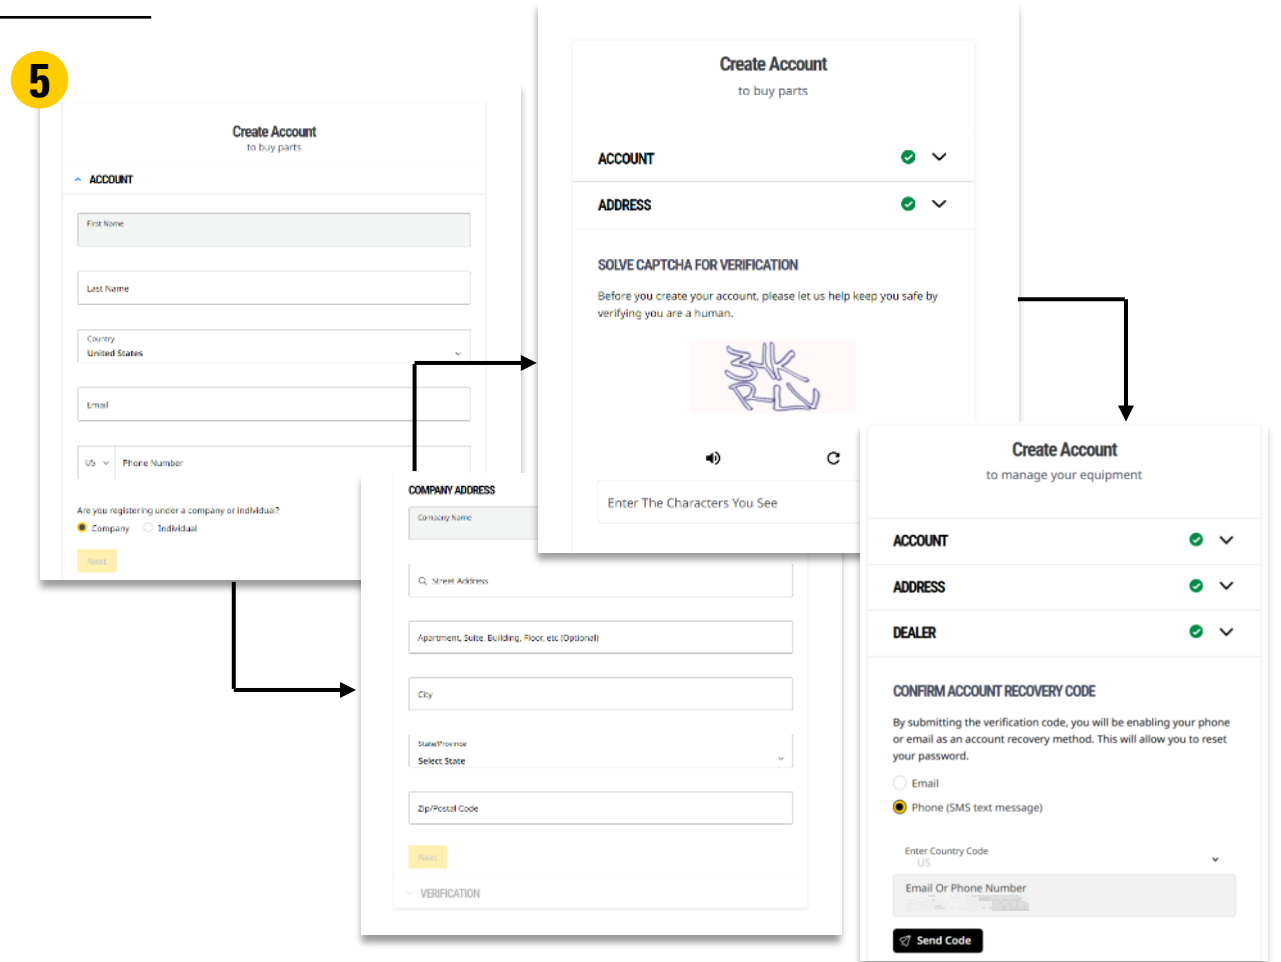 5
Create Account
to buy parts
ACCOUNT
First Name
Last Name
Country
United States
Email
US
Phone Number
Are you registering under a company or individual?
Company
Individual
Next
COMPANY ADDRESS
Company Name
Street Address
Apartment, Suite, Building, Floor, etc (Optional)
City
State/Province
Select State
Zip/Postal Code
Next
VERIFICATION
Create Account
to buy parts
ACCOUNT
ADDRESS
SOLVE CAPTCHA FOR VERIFICATION
Before you create your account, please let us help keep you safe by
verifying you are a human.
Enter The Characters You See
Create Account
to manage your equipment
ACCOUNT
ADDRESS
DEALER
CONFIRM ACCOUNT RECOVERY CODE
By submitting the verification code, you will be enabling your phone
or email as an account recovery method. This will allow you to reset
your password.
Email
Phone (SMS text message)
Enter Country Code
US
Email Or Phone Number
Send Code